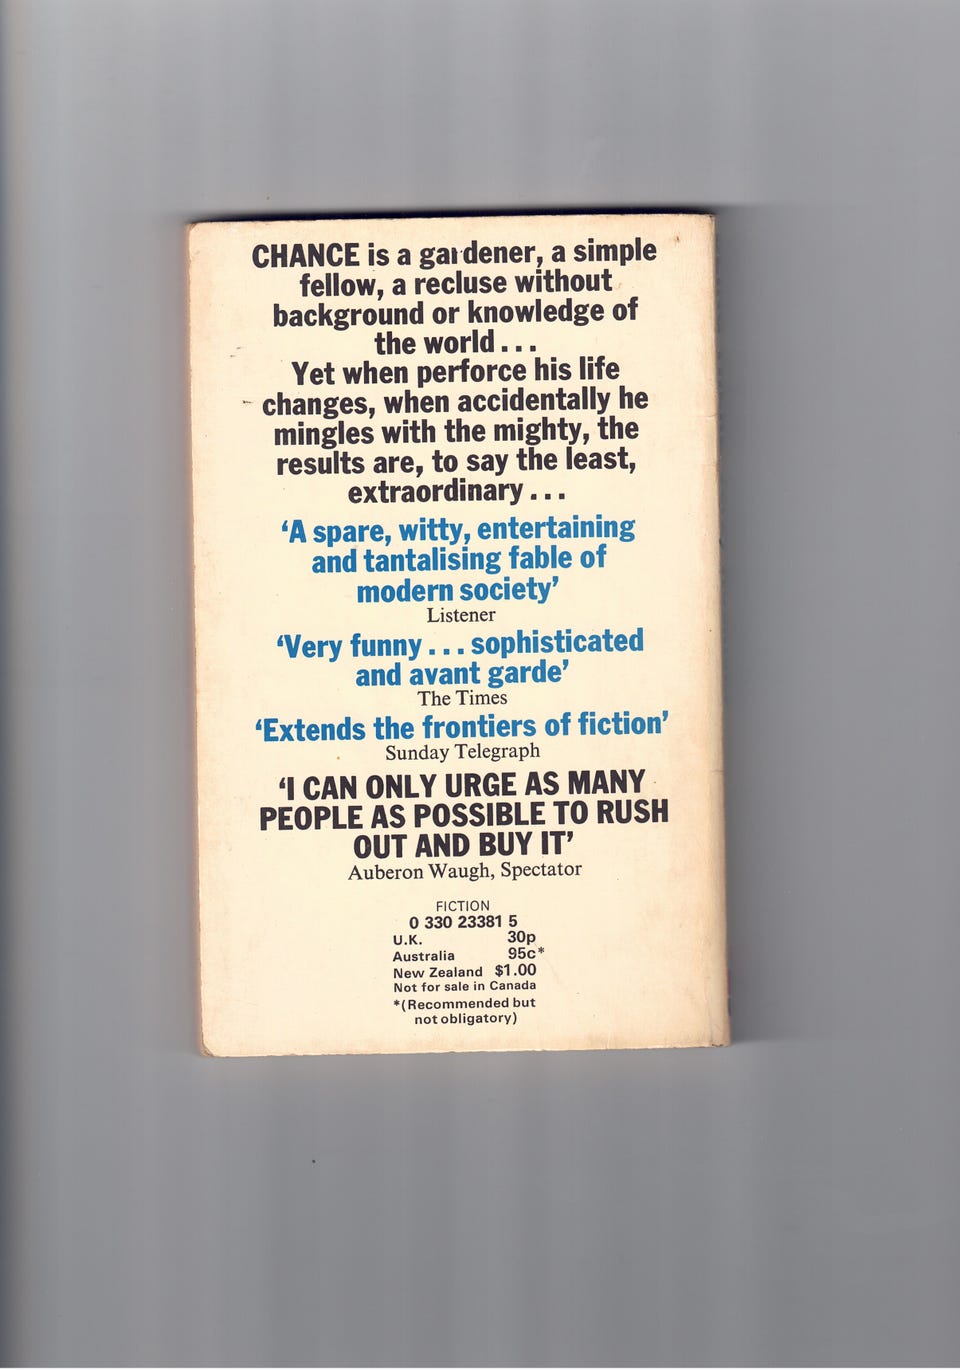 CHANCE is a gardener, a simple
fellow, a recluse without
background or knowledge of
the world...
Yet when perforce his life
changes, when accidentally he
mingles with the mighty, the
results are, to say the least,
extraordinary...
‘A spare, witty, entertaining
and tantalising fable of
modern society’
Listener
‘Very funny...sophisticated
and avant garde’
The Times
‘Extends the frontiers of fiction’
Sunday Telegraph
‘I CAN ONLY URGE AS MANY
PEOPLE AS POSSIBLE TO RUSH
OUT AND BUY IT’
Auberon Waugh, Spectator
FICTION
0 330 23381 5
U.K. 30p
Australia 95c*
New Zealand $1.00
Not for sale in Canada
*(Recommended but
not obligatory)